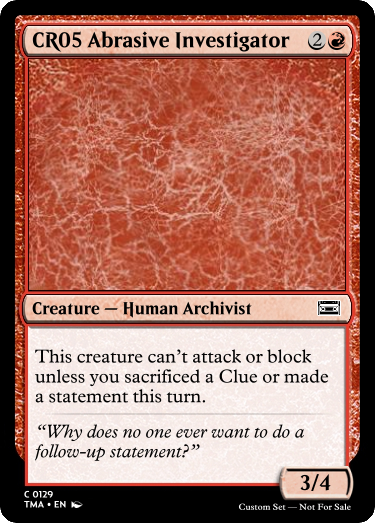 CR05 Abrasive Investigator 2
Creature — Human Archivist
This creature can't attack or block
unless you sacrificed a Clue or made
a statement this turn.
“Why does no one ever want to do a
follow-up statement?”
3/4
C 0129
TMA • EN
Custom Set — Not For Sale